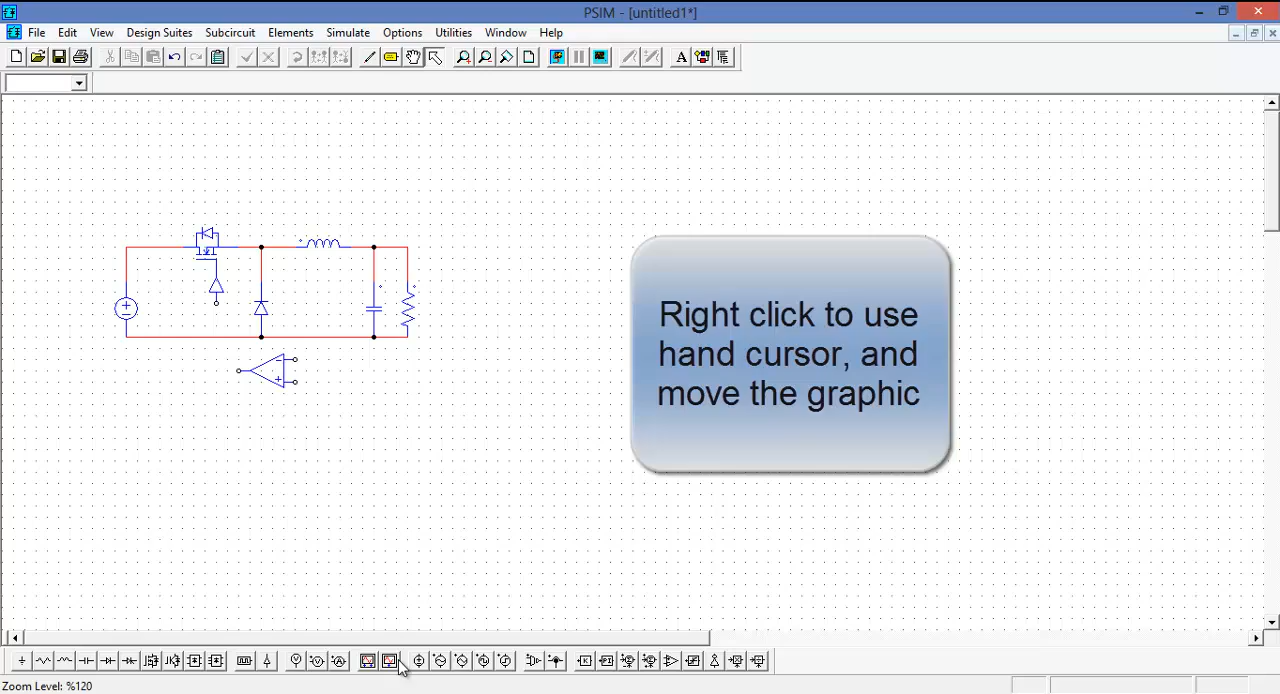 PSIM - [untitled1*]
File Edit View Design Suites Subcircuit Elements Simulate Options Utilities Window Help
A
Right click to use
hand cursor, and
move the graphic
Zoom Level: %120